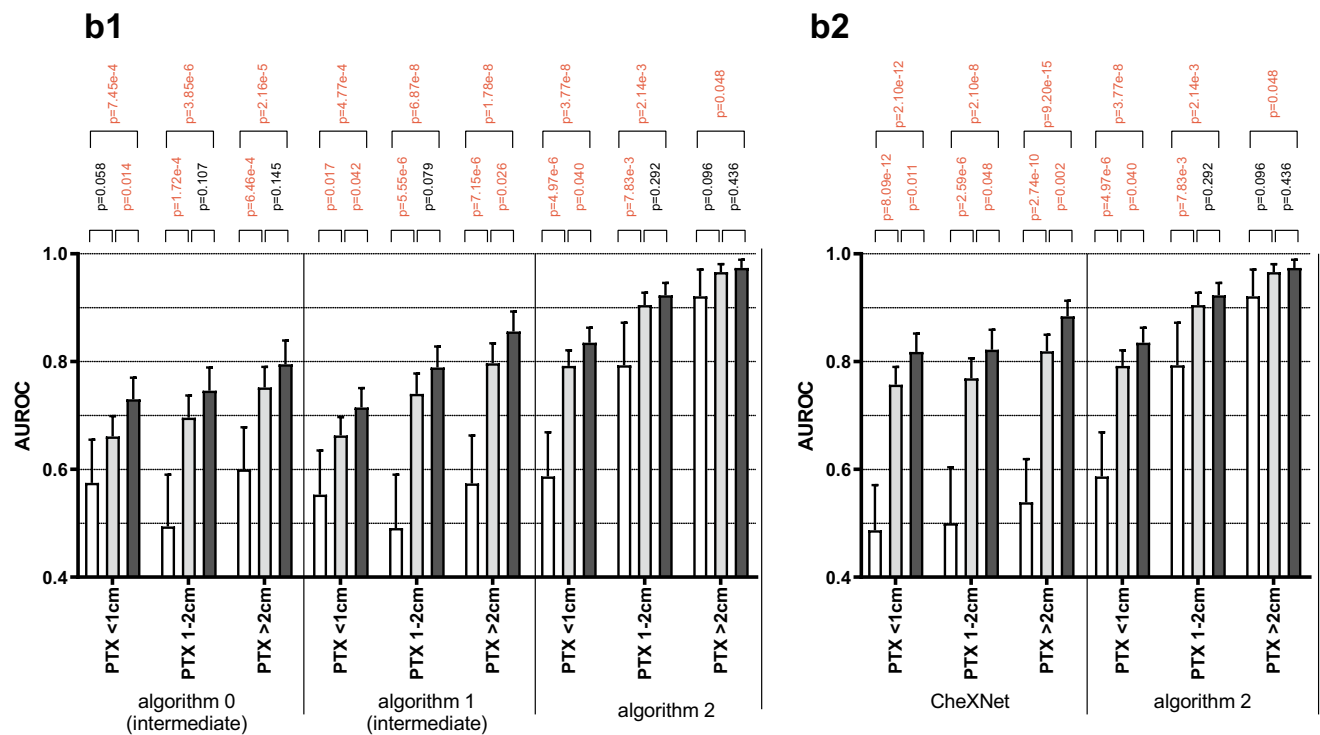 b1
b2
p=7.45e-4
p=3.85e-6
p=2.16e-5
p=4.77e-4
p=6.87e-8
p=1.78e-8
p=3.77e-8
p=2.14e-3
p=0.048
p=2.10e-12
p=2.10e-8
p=9.20e-15
p=3.77e-8
p=2.14e-3
p=0.048
p=0.058
p=0.014
p=1.72e-4
p=0.107
p=6.46e-4
p=0.145
p=0.017
p=0.042
p=5.55e-6
p=0.079
p=7.15e-6
p=0.026
p=4.97e-6
p=0.040
p=7.83e-3
p=0.292
p=0.096
p=0.436
p=8.09e-12
p=0.011
p=2.59e-6
p=0.048
p=2.74e-10
p=0.002
p=4.97e-6
p=0.040
p=7.83e-3
p=0.292
p=0.096
p=0.436
AUROC
1.0
0.8
0.6
0.4
PTX <1cm
PTX 1-2cm
PTX >2cm
PTX <1cm
PTX 1-2cm
PTX >2cm
PTX <1cm
PTX 1-2cm
PTX >2cm
algorithm 0
(intermediate)
algorithm 1
(intermediate)
algorithm 2
AUROC
1.0
0.8
0.6
0.4
PTX <1cm
PTX 1-2cm
PTX >2cm
PTX <1cm
PTX 1-2cm
PTX >2cm
CheXNet
algorithm 2